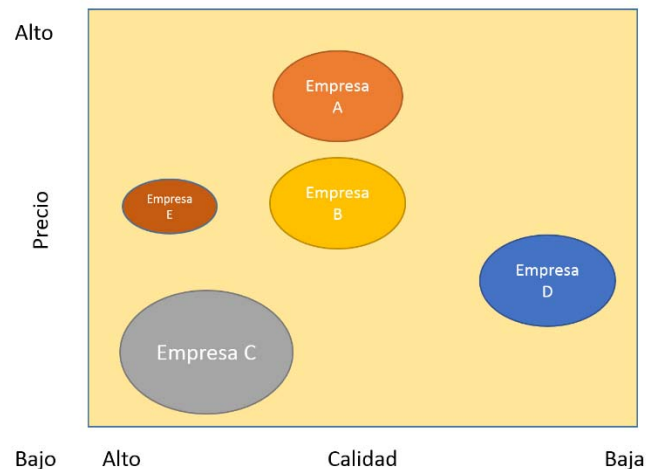 Alto
Empresa
A
Empresa
E
Empresa
B
Precio
Empresa
D
Empresa C
Bajo
Alto
Calidad
Baja